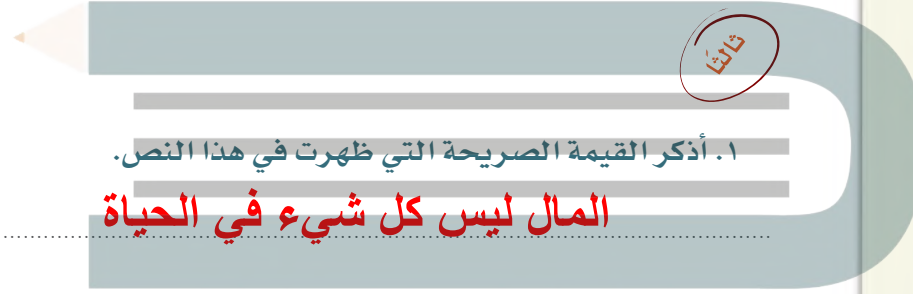 ثالثًا
١. أذكر القيمة الصريحة التي ظهرت في هذا النص.
المال ليس كل شيء في الحياة